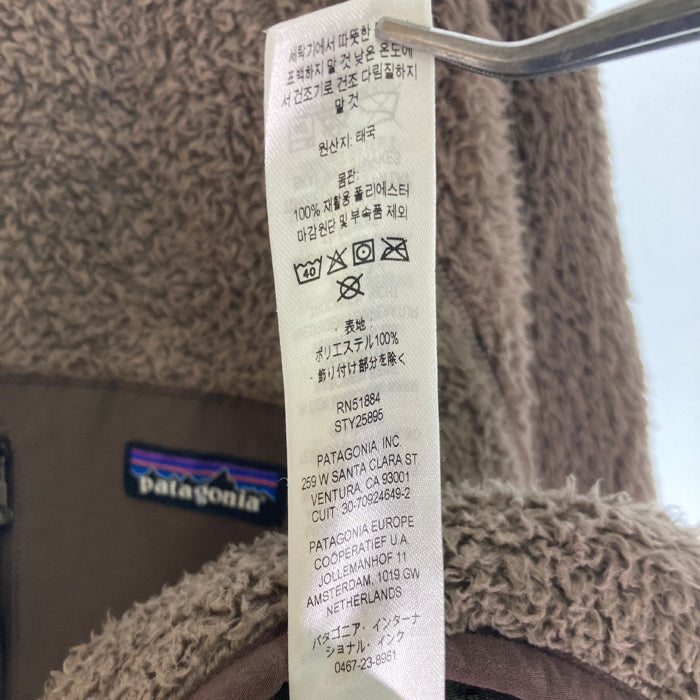 세탁기에서 따뜻한
표백하지 말 것 낮은 온도에
서 건조기로 건조 다림질하지
말 것
원산지: 태국
몸판:
100% 재활용 폴리에스터
마감원단 및 부속품 제외
40
・表地:
ポリエステル100%
・飾り付け部分を除く
RN51884
STY25895
PATAGONIA, INC.
259 W SANTA CLARA ST.
VENTURA, CA 93001
CUIT: 30-70924649-2
PATAGONIA EUROPE
COOPERATIEF U.A.
JOLLEMANHOF 11
AMSTERDAM, 1019 GW
NETHERLANDS
パタゴニア・インターナ
ショナル・インク
0467-23-8961
patagonia